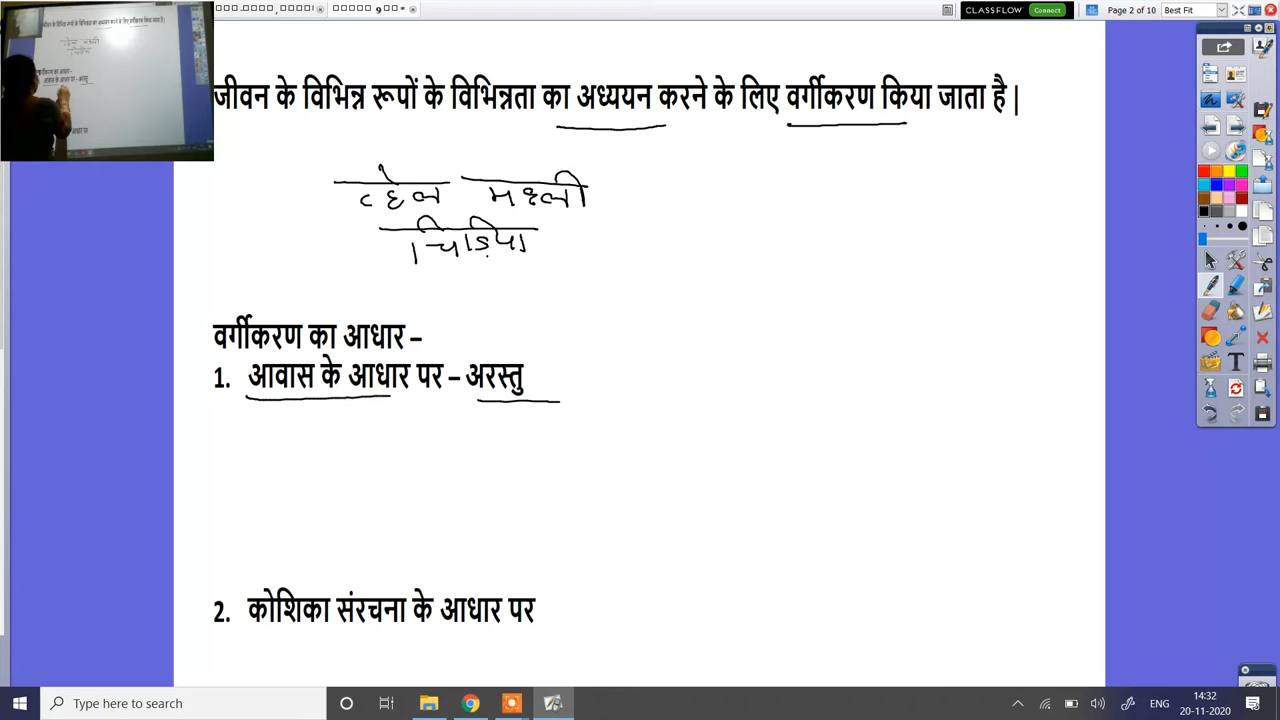 9
CLASSFLOW Connect
Page 2 of 10
Best Fit
जीवन के विभिन्न रूपों के विभिन्नता का अध्ययन करने के लिए वर्गीकरण किया जाता है |
व्हेल मछली
चिड़िया
वर्गीकरण का आधार –
1. आवास के आधार पर – अरस्तु
2. कोशिका संरचना के आधार पर
T
Type here to search
ENG
14:32
20-11-2020